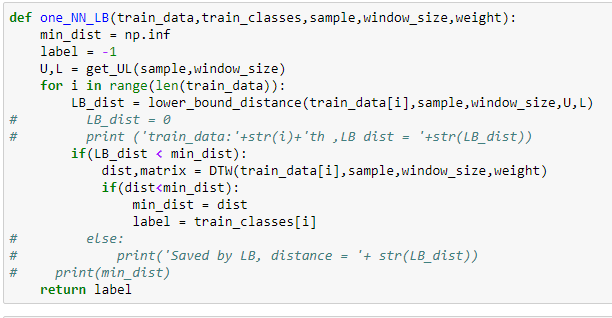 def one_NN_LB(train_data,train_classes,sample,window_size,weight):
    min_dist = np.inf
    label = -1
    U,L = get_UL(sample,window_size)
    for i in range(len(train_data)):
        LB_dist = lower_bound_distance(train_data[i],sample,window_size,U,L)
#         LB_dist = 0
#         print ('train_data:'+str(i)+'th ,LB dist = '+str(LB_dist))
        if(LB_dist < min_dist):
            dist,matrix = DTW(train_data[i],sample,window_size,weight)
            if(dist<min_dist):
                min_dist = dist
                label = train_classes[i]
#         else:
#             print('Saved by LB, distance = '+ str(LB_dist))
#     print(min_dist)
    return label